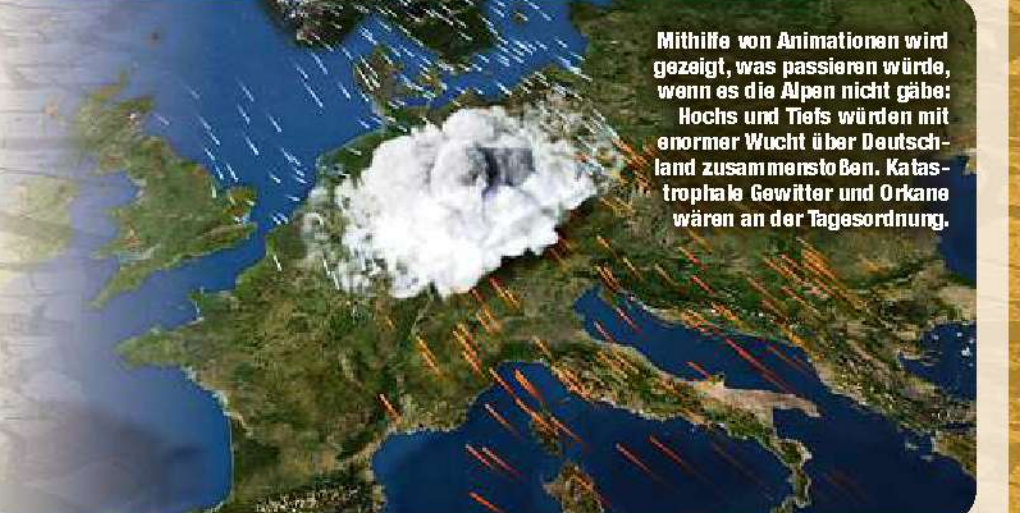 Mithilfe von Animationen wird
gezeigt, was passieren würde,
wenn es die Alpen nicht gäbe:
Hochs und Tiefs würden mit
enormer Wucht über Deutsch-
land zusammenstoßen. Katas-
trophale Gewitter und Orkane
wären an der Tagesordnung.